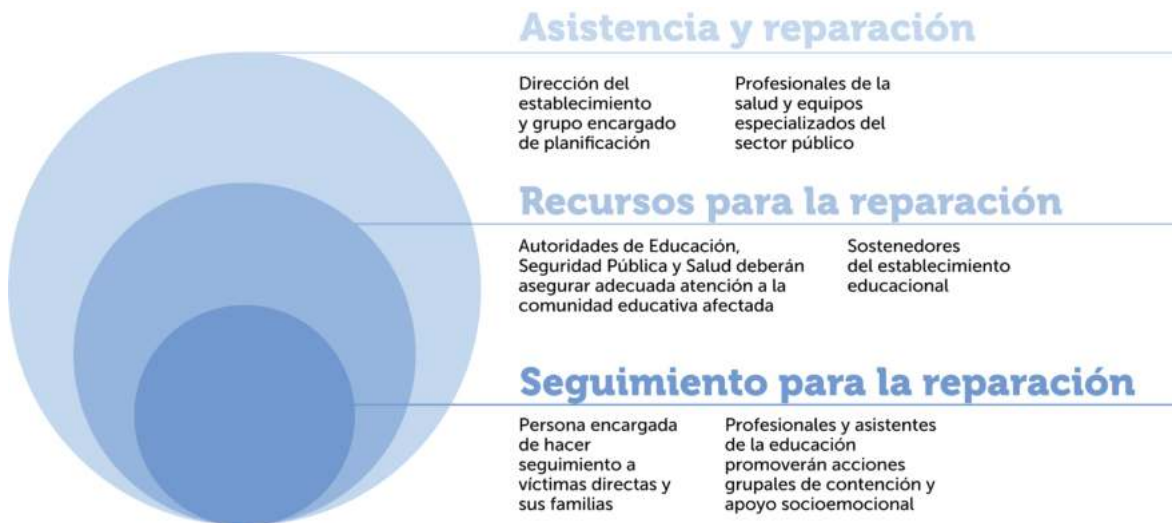 Asistencia y reparación
Dirección del
establecimiento
y grupo encargado
de planificación
Profesionales de la
salud y equipos
especializados del
sector público
Recursos para la reparación
Autoridades de Educación,
Seguridad Pública y Salud deberán
asegurar adecuada atención a la
comunidad educativa afectada
Sostenedores
del establecimiento
educacional
Seguimiento para la reparación
Persona encargada
de hacer
seguimiento a
víctimas directas y
sus familias
Profesionales y asistentes
de la educación
promoverán acciones
grupales de contención y
apoyo socioemocional